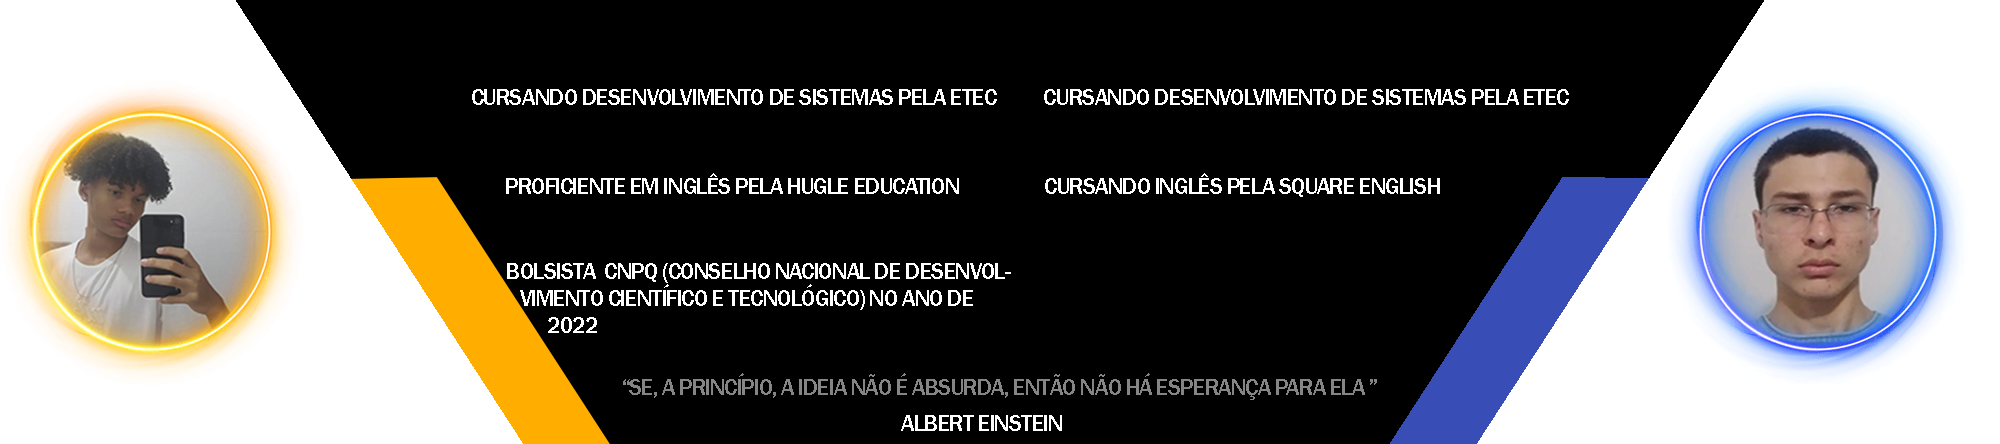 CURSANDO DESENVOLVIMENTO DE SISTEMAS PELA ETEC
CURSANDO DESENVOLVIMENTO DE SISTEMAS PELA ETEC
PROFICIENTE EM INGLÊS PELA HUGLE EDUCATION
CURSANDO INGLÊS PELA SQUARE ENGLISH
BOLSISTA CNPQ (CONSELHO NACIONAL DE DESENVOL-
VIMENTO CIENTÍFICO E TECNOLÓGICO) NO ANO DE
2022
“SE, A PRINCÍPIO, A IDEIA NÃO É ABSURDA, ENTÃO NÃO HÁ ESPERANÇA PARA ELA ”
ALBERT EINSTEIN